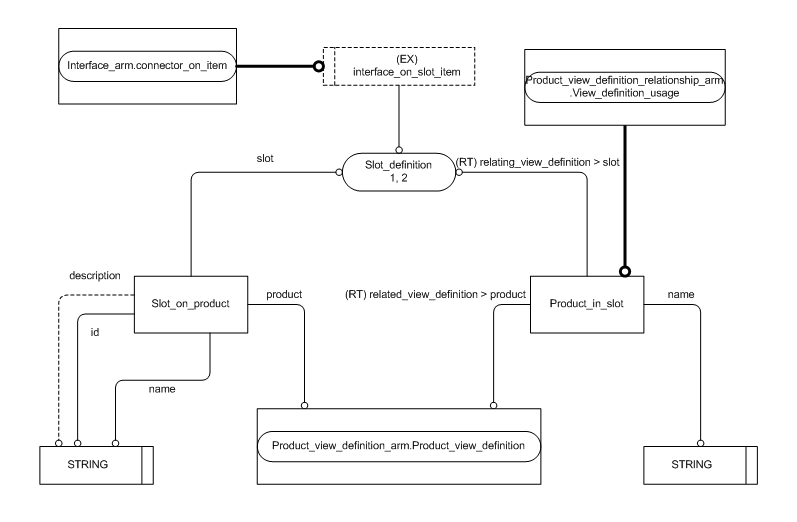 Interface_arm.connector_on_item
(EX)
interface_on_slot_item
Product_view_definition_relationship_arm
.View_definition_usage
slot
Slot_definition
1, 2
(RT) relating_view_definition > slot
description
Slot_on_product
product
(RT) related_view_definition > product
Product_in_slot
name
id
name
Product_view_definition_arm.Product_view_definition
STRING
STRING